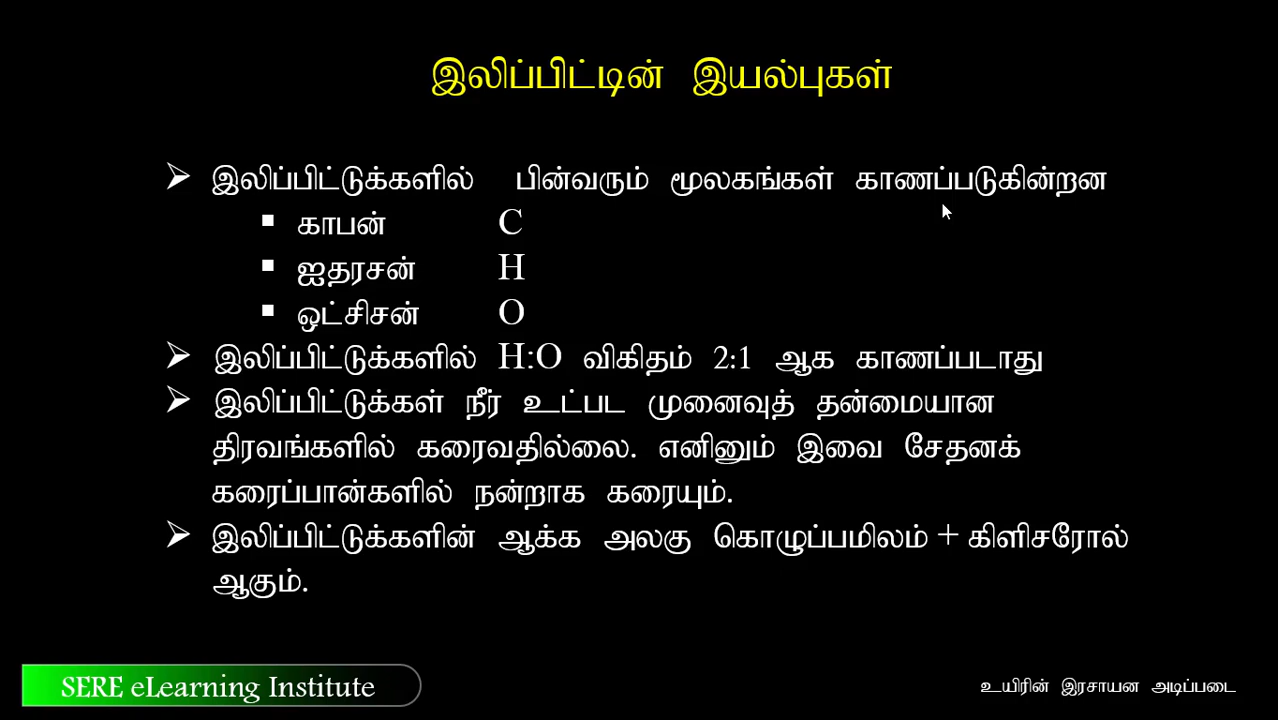 இலிப்பிட்டின் இயல்புகள்
➢ இலிப்பிட்டுக்களில் பின்வரும் மூலகங்கள் காணப்படுகின்றன
▪ காபன் C
▪ ஐதரசன் H
▪ ஒட்சிசன் O
➢ இலிப்பிட்டுக்களில் H:O விகிதம் 2:1 ஆக காணப்படாது
➢ இலிப்பிட்டுக்கள் நீர் உட்பட முனைவுத் தன்மையான
திரவங்களில் கரைவதில்லை. எனினும் இவை சேதனக்
கரைப்பான்களில் நன்றாக கரையும்.
➢ இலிப்பிட்டுக்களின் ஆக்க அலகு கொழுப்பமிலம் + கிளிசரோல்
ஆகும்.
SERE eLearning Institute
உயிரின் இரசாயன அடிப்படை